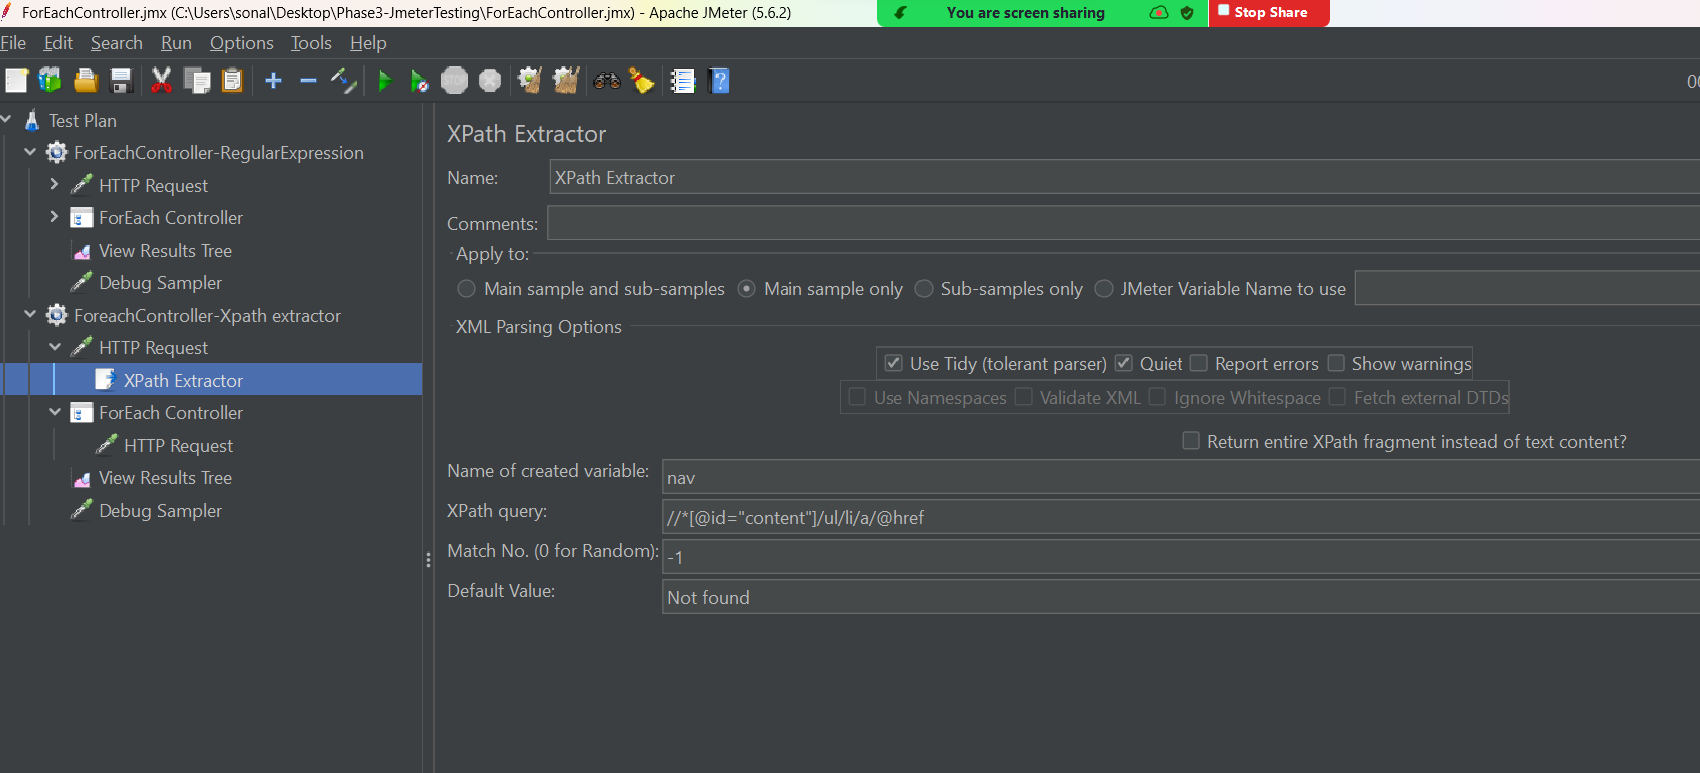 ForEachController.jmx (C:\Users\sonal\Desktop\Phase3-JmeterTesting\ForEachController.jmx) - Apache JMeter (5.6.2)
You are screen sharing
Stop Share
File Edit Search Run Options Tools Help
STOP
Test Plan
ForEachController-RegularExpression
HTTP Request
ForEach Controller
View Results Tree
Debug Sampler
ForeachController-Xpath extractor
HTTP Request
XPath Extractor
ForEach Controller
HTTP Request
View Results Tree
Debug Sampler
XPath Extractor
Name: XPath Extractor
Comments:
Apply to:
Main sample and sub-samples Main sample only Sub-samples only JMeter Variable Name to use
XML Parsing Options
Use Tidy (tolerant parser) Quiet Report errors Show warnings
Use Namespaces Validate XML Ignore Whitespace Fetch external DTDs
Return entire XPath fragment instead of text content?
Name of created variable: nav
XPath query: //*[@id="content"]/ul/li/a/@href
Match No. (0 for Random): -1
Default Value: Not found